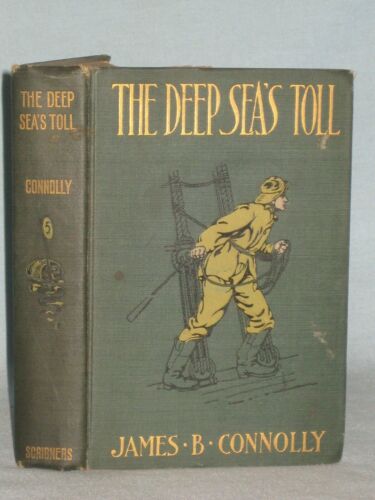 THE DEEP
SEA'S TOLL
CONNOLLY
5
SCRIBNERS
THE DEEP SEA'S TOLL
JAMES · B · CONNOLLY